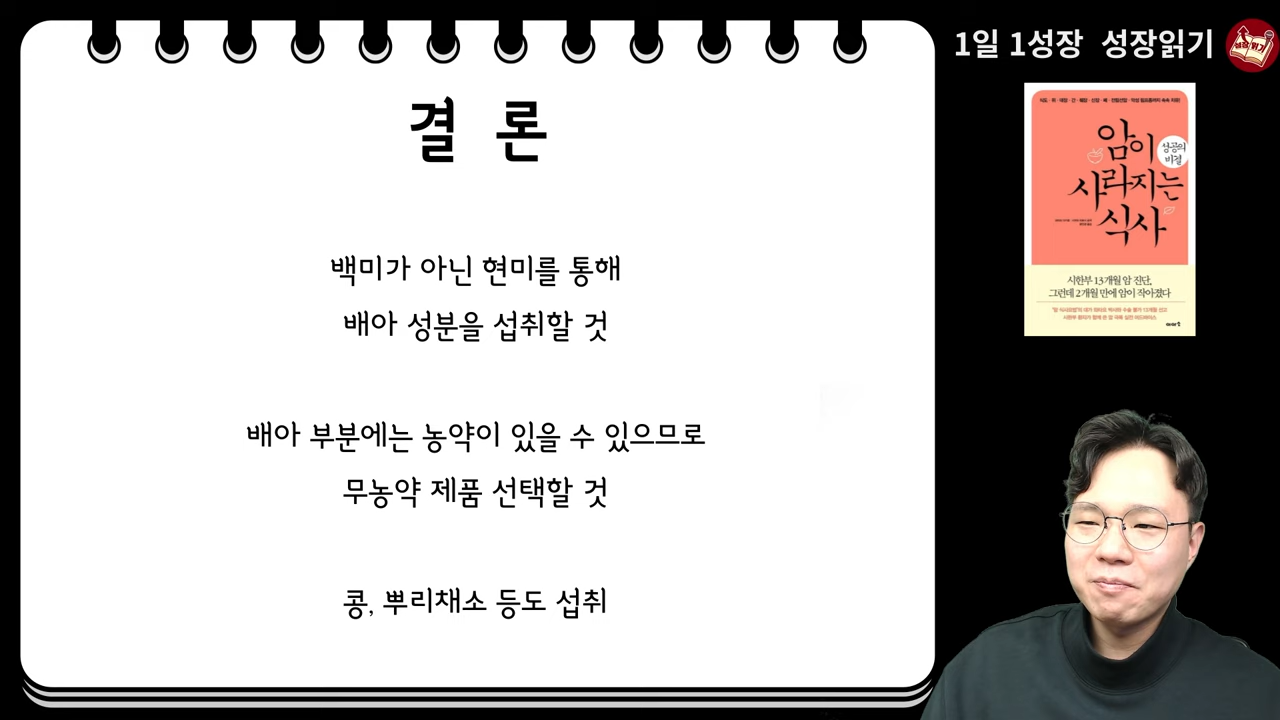 결 론
백미가 아닌 현미를 통해
배아 성분을 섭취할 것
배아 부분에는 농약이 있을 수 있으므로
무농약 제품 선택할 것
콩, 뿌리채소 등도 섭취
1일 1성장 성장읽기
성장 읽기
암이
사라지는
식사
성공의
비결
시한부 13개월 암 진단,
그런데 2개월 만에 암이 작아졌다